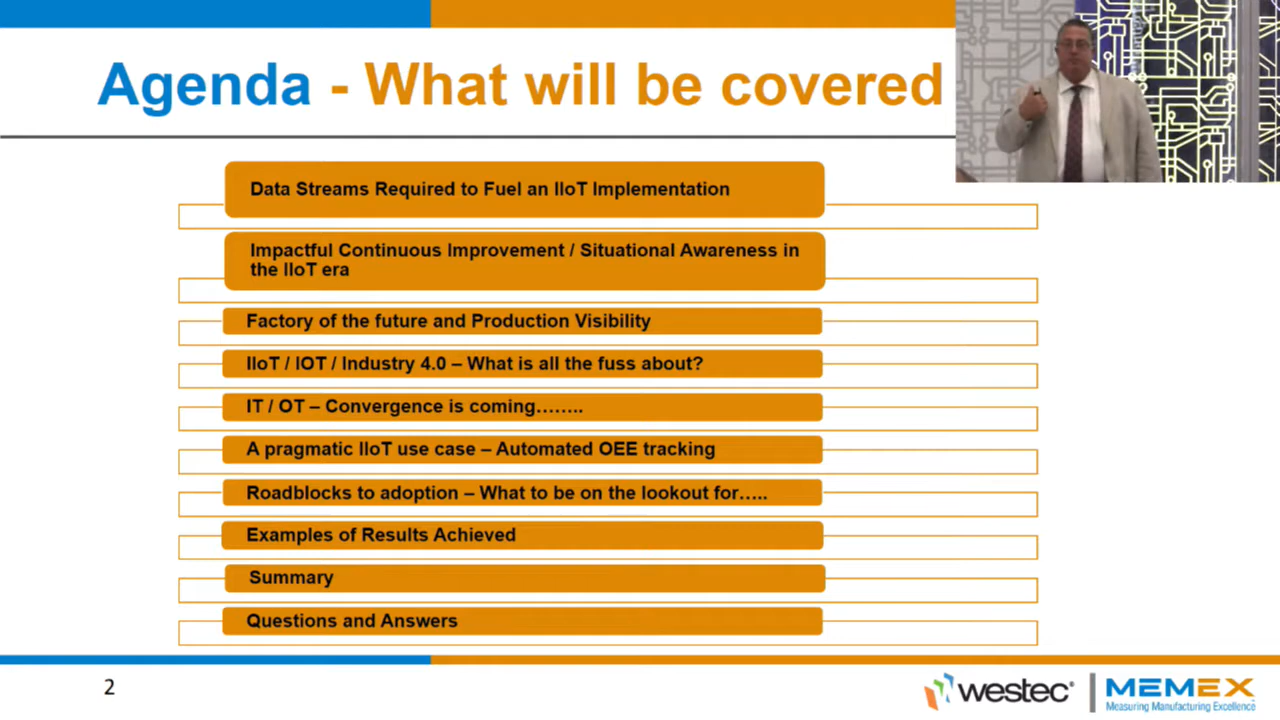 Agenda - What will be covered
Data Streams Required to Fuel an IIoT Implementation
Impactful Continuous Improvement / Situational Awareness in
the IIoT era
Factory of the future and Production Visibility
IIoT / IOT / Industry 4.0 – What is all the fuss about?
IT / OT – Convergence is coming……..
A pragmatic IIoT use case – Automated OEE tracking
Roadblocks to adoption – What to be on the lookout for…..
Examples of Results Achieved
Summary
Questions and Answers
2
westec®
MEMEX
Measuring Manufacturing Excellence